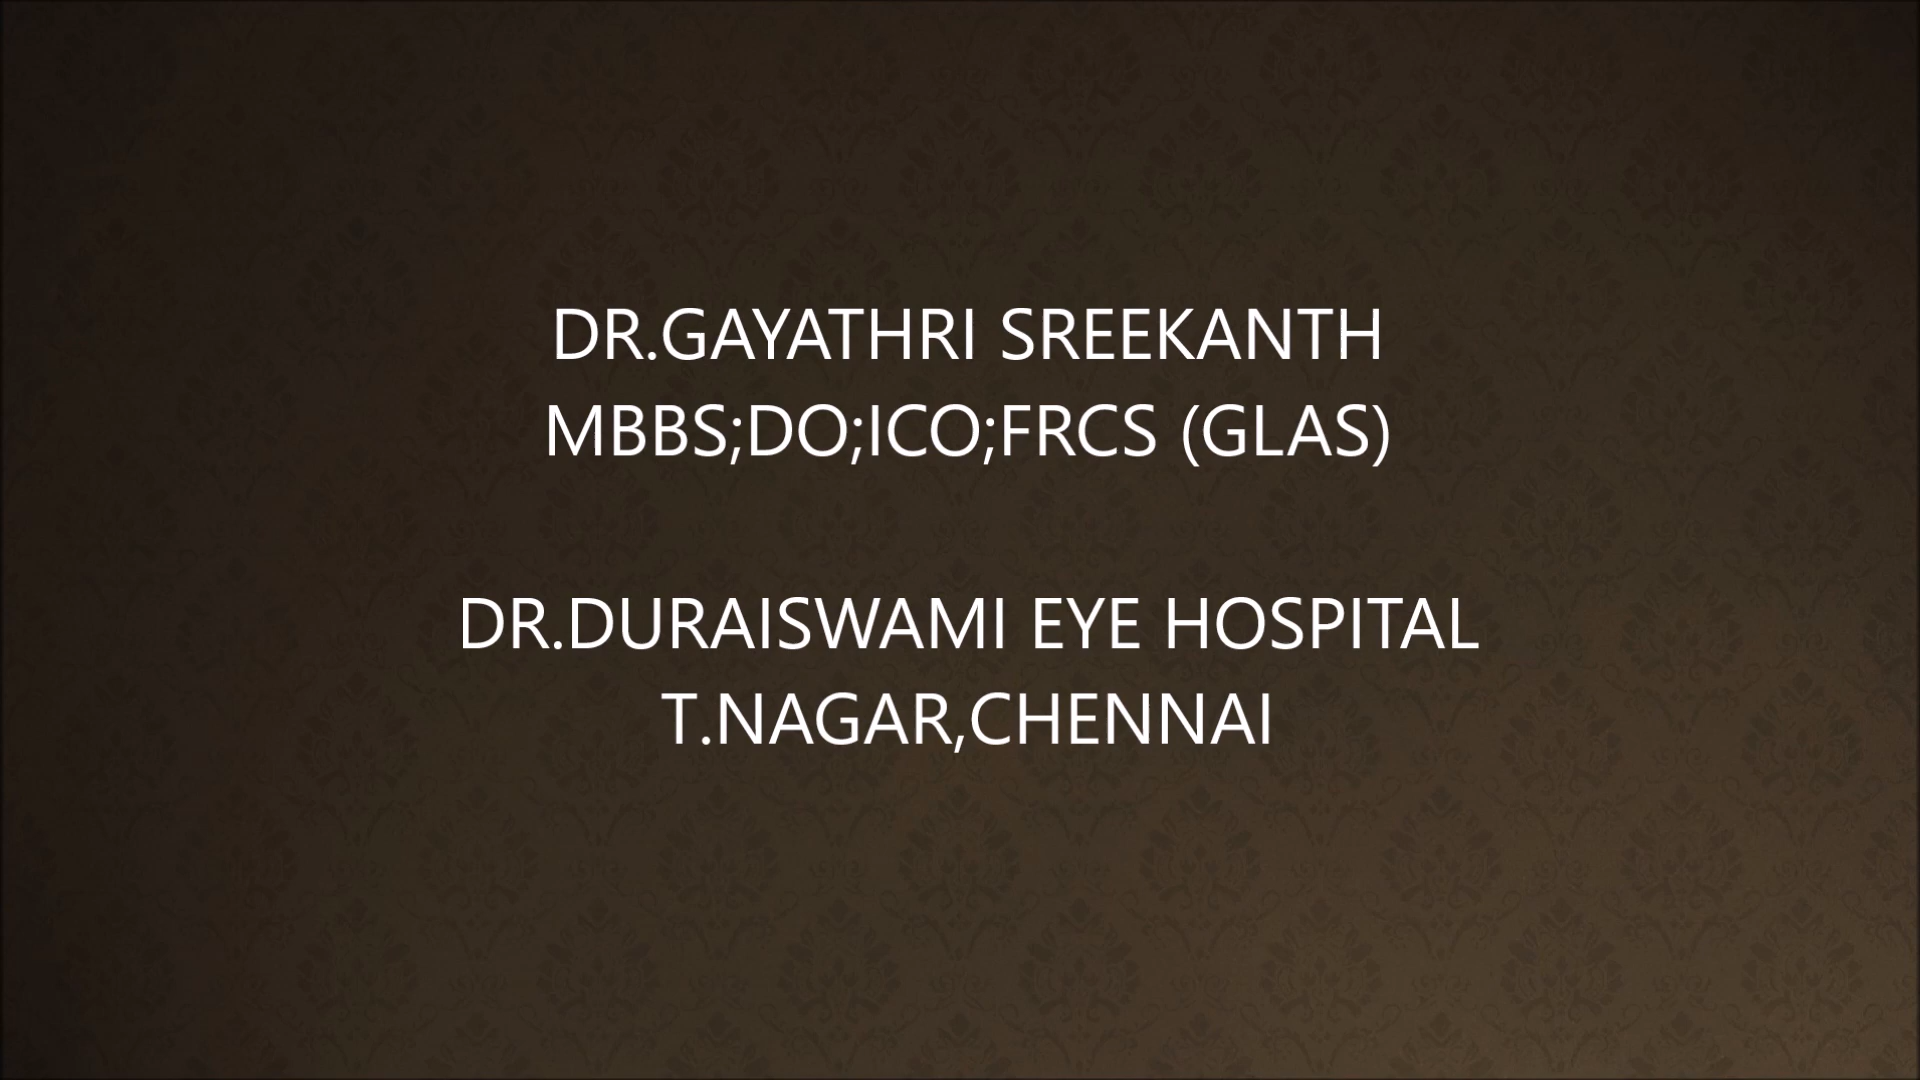 DR.GAYATHRI SREEKANTH
MBBS;DO;ICO;FRCS (GLAS)
DR.DURAISWAMI EYE HOSPITAL
T.NAGAR,CHENNAI